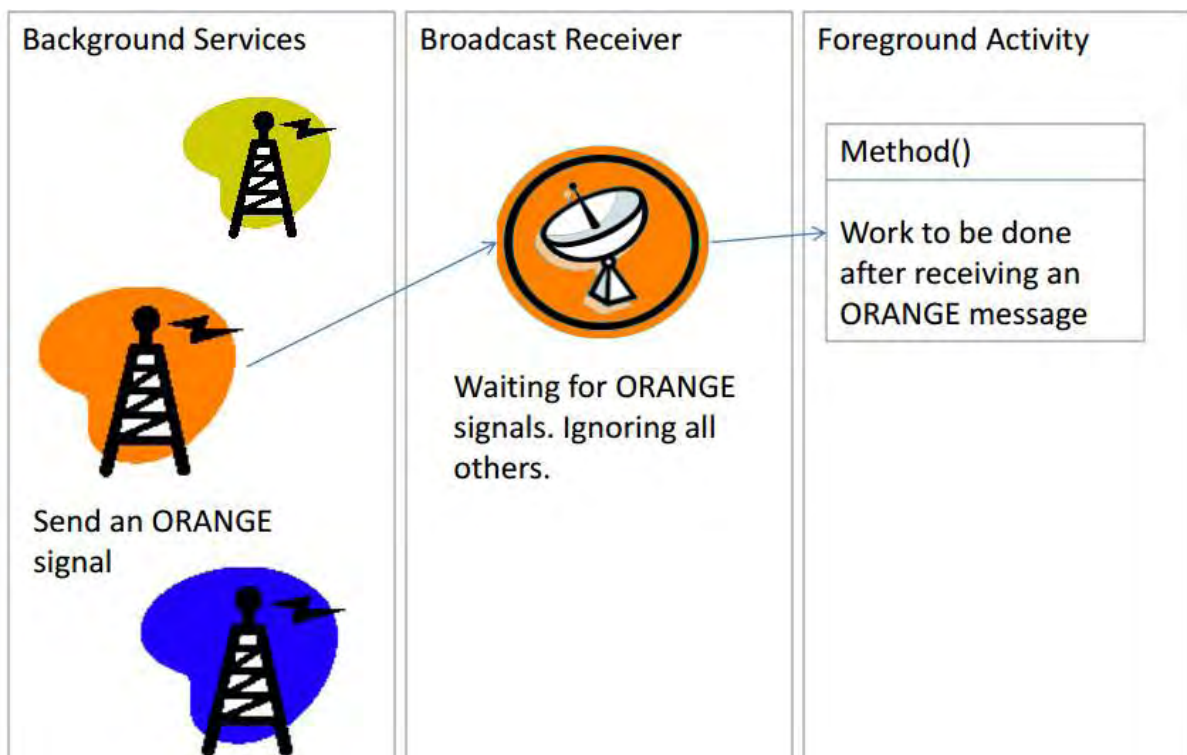 Background Services
Send an ORANGE
signal
Broadcast Receiver
Waiting for ORANGE
signals. Ignoring all
others.
Foreground Activity
Method()
Work to be done
after receiving an
ORANGE message